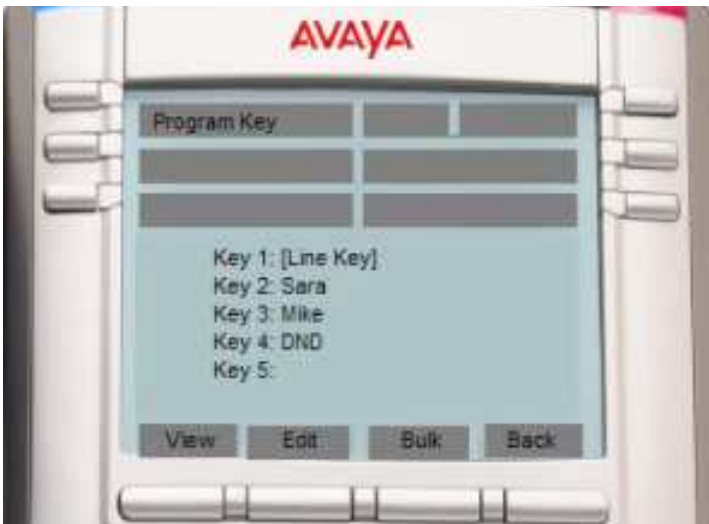 AVAYA
Program Key
Key 1: [Line Key]
Key 2: Sara
Key 3: Mike
Key 4: DND
Key 5:
View Edit Bulk Back